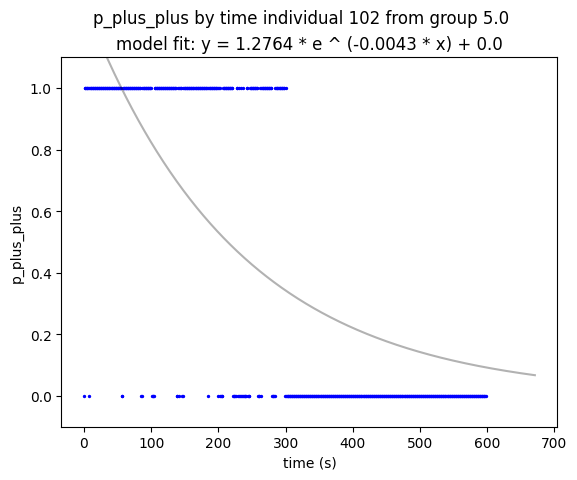 p_plus_plus by time individual 102 from group 5.0
model fit: y = 1.2764 * e ^ (-0.0043 * x) + 0.0
1.0
0.8
0.6
0.4
0.2
0.0
p_plus_plus
0 100 200 300 400 500 600 700
time (s)